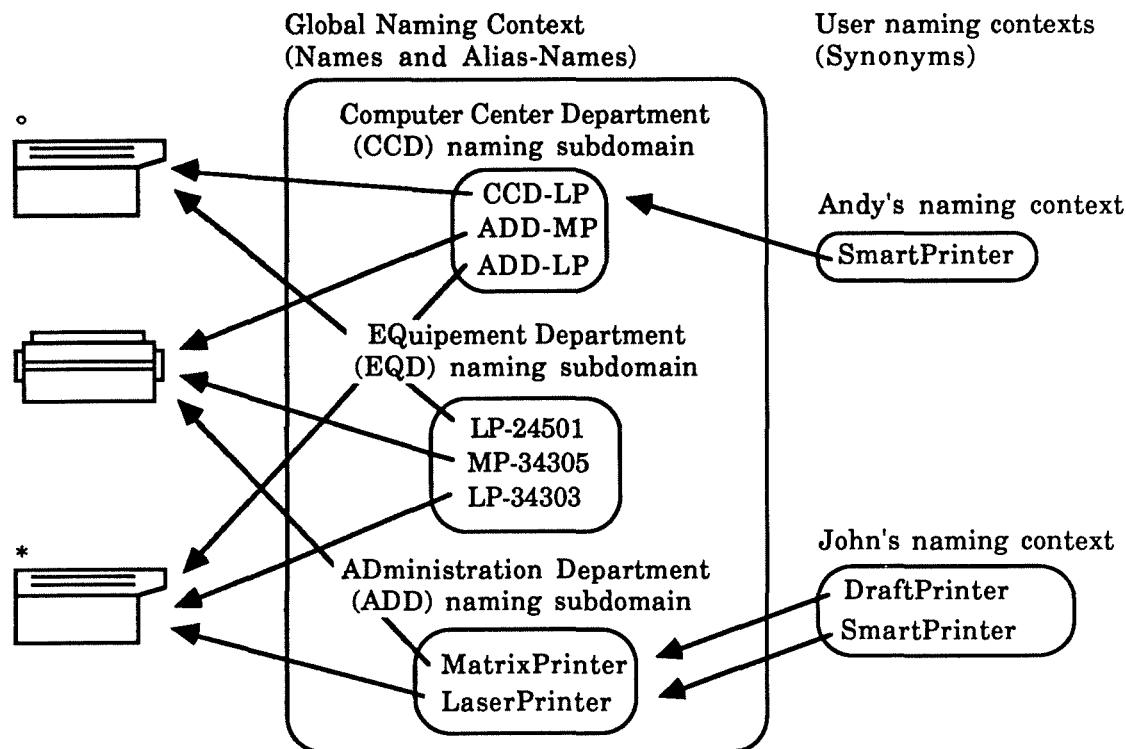 Global Naming Context
(Names and Alias-Names)
User naming contexts
(Synonyms)
°
Computer Center Department
(CCD) naming subdomain
CCD-LP
ADD-MP
ADD-LP
Andy's naming context
SmartPrinter
EQuipement Department
(EQD) naming subdomain
LP-24501
MP-34305
LP-34303
*
ADministration Department
(ADD) naming subdomain
MatrixPrinter
LaserPrinter
John's naming context
DraftPrinter
SmartPrinter